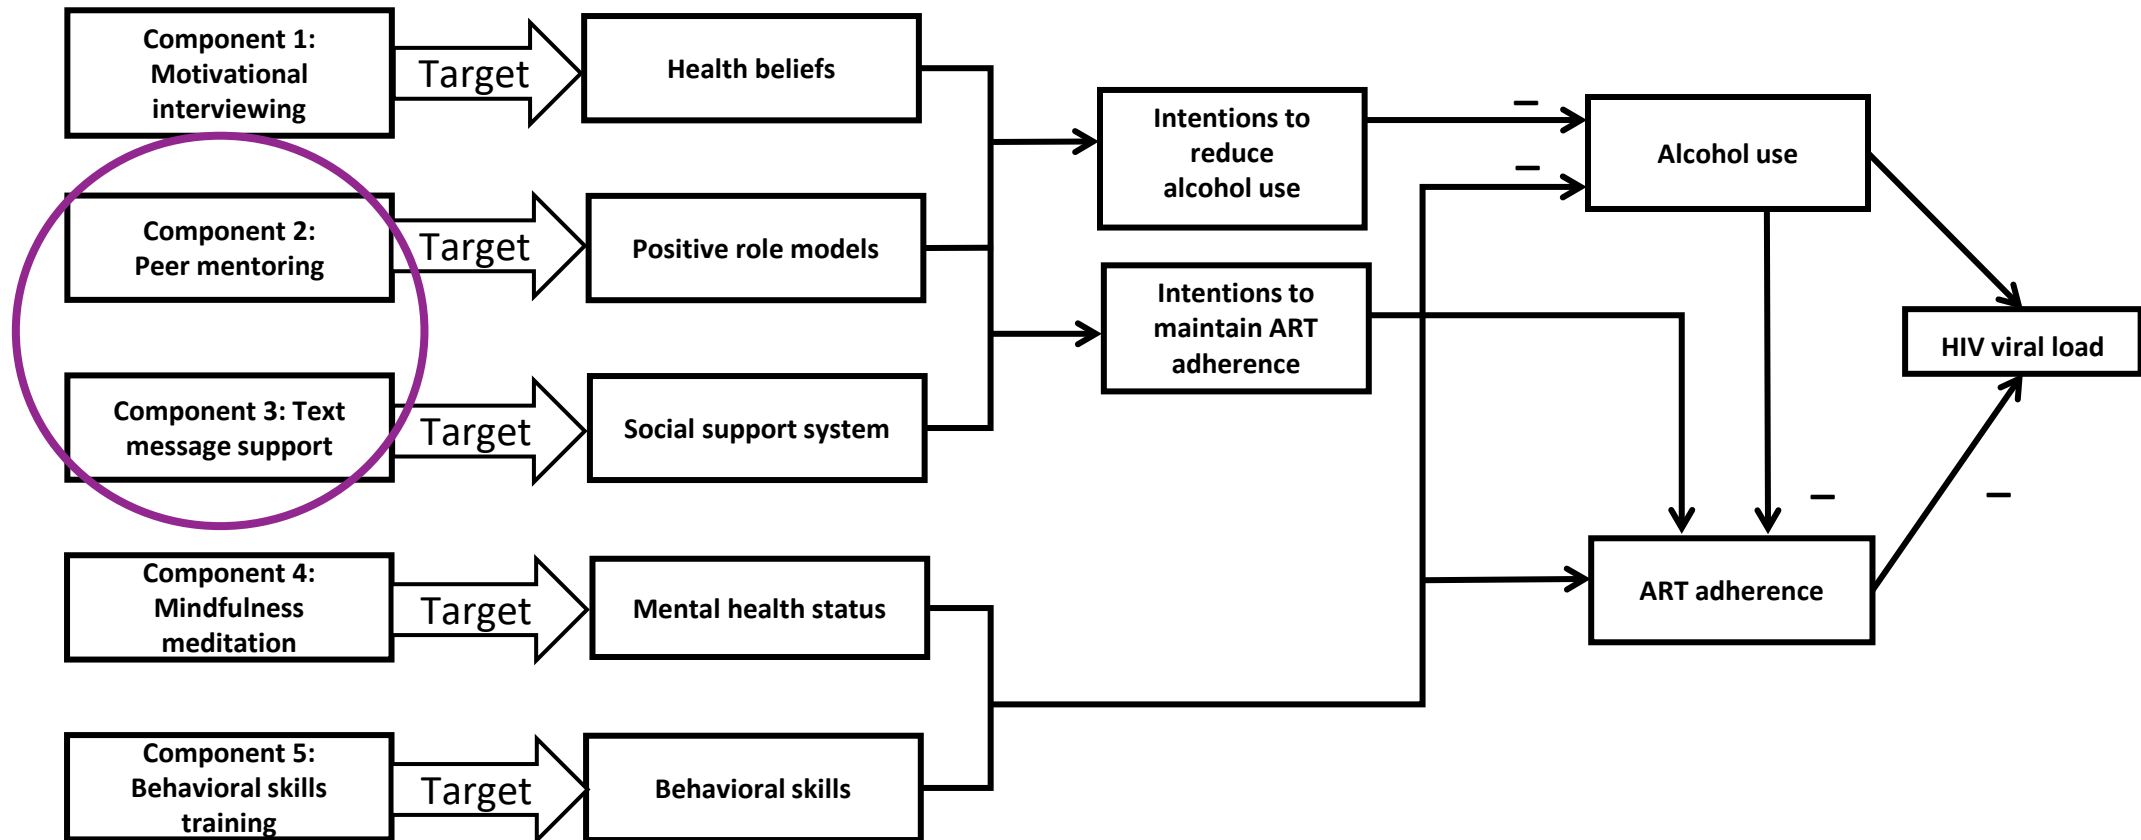 Component 1:
Motivational
interviewing
Target
Health beliefs
Component 2:
Peer mentoring
Target
Positive role models
Component 3: Text
message support
Target
Social support system
Component 4:
Mindfulness
meditation
Target
Mental health status
Component 5:
Behavioral skills
training
Target
Behavioral skills
Intentions to
reduce
alcohol use
Intentions to
maintain ART
adherence
–
–
Alcohol use
–
ART adherence
–
HIV viral load